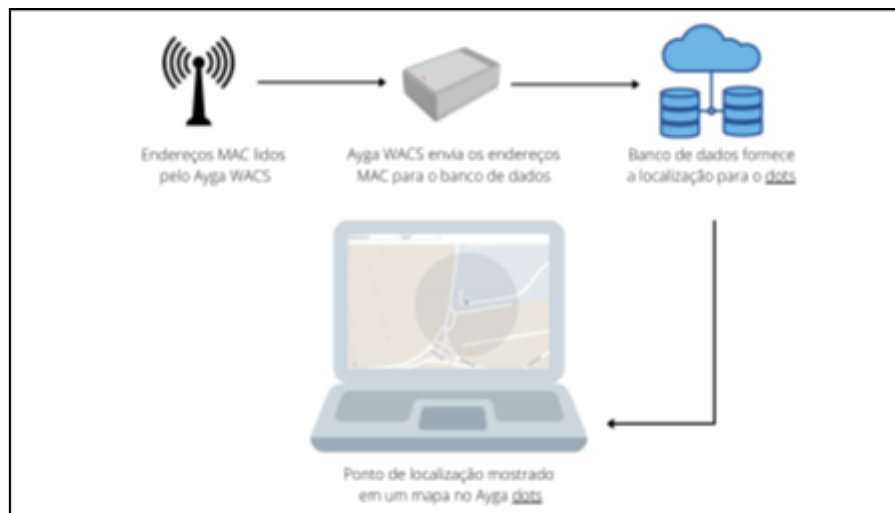 Endereços MAC lidos
pelo Ayga WACS
Ayga WACS envia os endereços
MAC para o banco de dados
Banco de dados fornece
a localização para o dots
Ponto de localização mostrado
em um mapa no Ayga dots